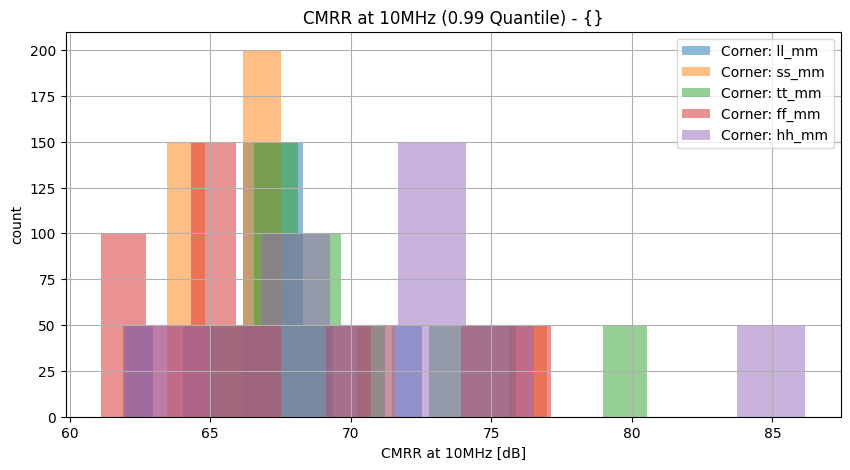 CMRR at 10MHz (0.99 Quantile) - {}
Corner: ll_mm
Corner: ss_mm
Corner: tt_mm
Corner: ff_mm
Corner: hh_mm
200
175
150
125
100
75
50
25
0
count
60 65 70 75 80 85
CMRR at 10MHz [dB]